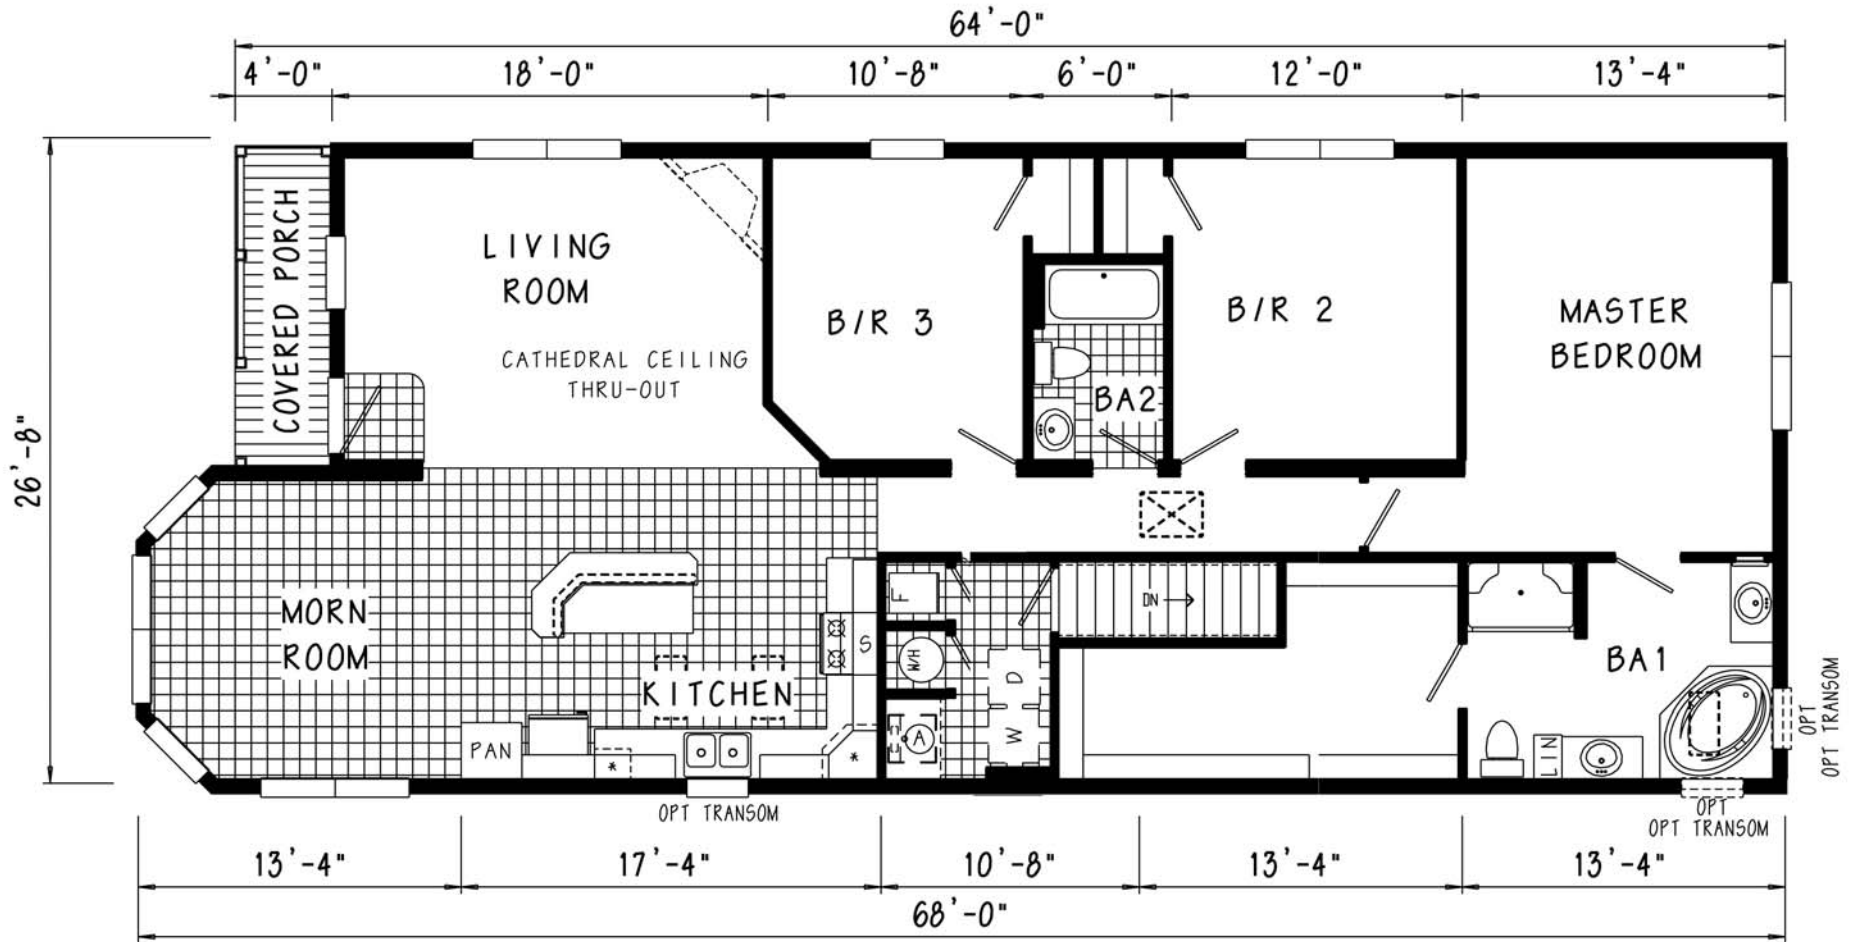 64'-0"
4'-0"
18'-0"
10'-8"
6'-0"
12'-0"
13'-4"
26'-8"
COVERED PORCH
LIVING
ROOM
CATHEDRAL CEILING
THRU-OUT
B/R 3
BA2
B/R 2
MASTER
BEDROOM
MORN
ROOM
KITCHEN
PAN
*
*
S
F
W/H
A
D
W
DN
BA1
LIN
OPT
OPT TRANSOM
OPT TRANSOM
OPT
OPT TRANSOM
13'-4"
17'-4"
10'-8"
13'-4"
13'-4"
68'-0"